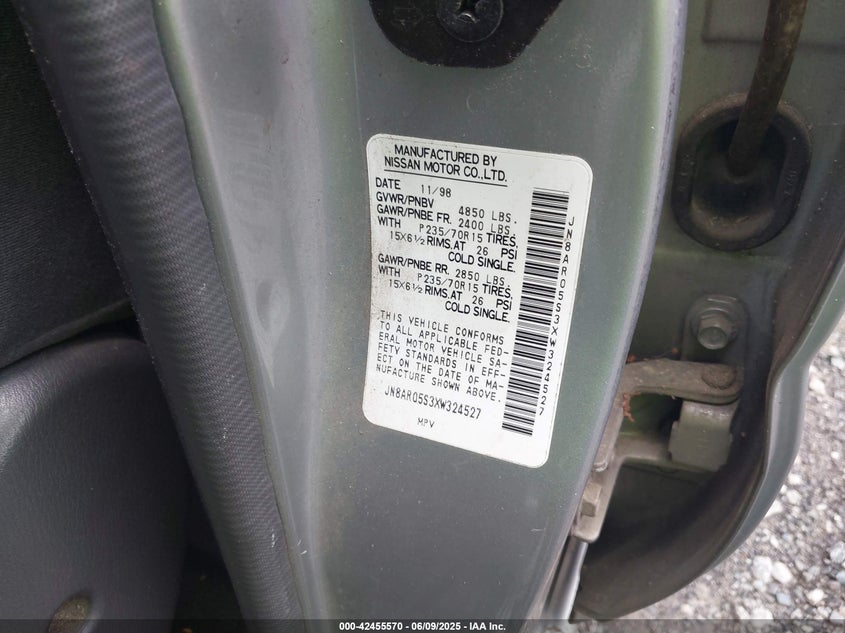 MANUFACTURED BY
NISSAN MOTOR CO.,LTD.
DATE 11/98
GVWR/PNBV 4850 LBS.
GAWR/PNBE FR. 2400 LBS.
WITH P235/70R15 TIRES,
15X6½ RIMS.AT 26 PSI
COLD SINGLE.
GAWR/PNBE RR. 2850 LBS.
WITH P235/70R15 TIRES,
15X6½ RIMS.AT 26 PSI
COLD SINGLE.
THIS VEHICLE CONFORMS
TO ALL APPLICABLE FED-
ERAL MOTOR VEHICLE SA-
FETY STANDARDS IN EFF-
ECT ON THE DATE OF MA-
NUFACTURE SHOWN ABOVE.
JN8AR05S3XW324527
MPV
JN8AR05S3XW324527
000-42455570 - 06/09/2025 - IAA Inc.